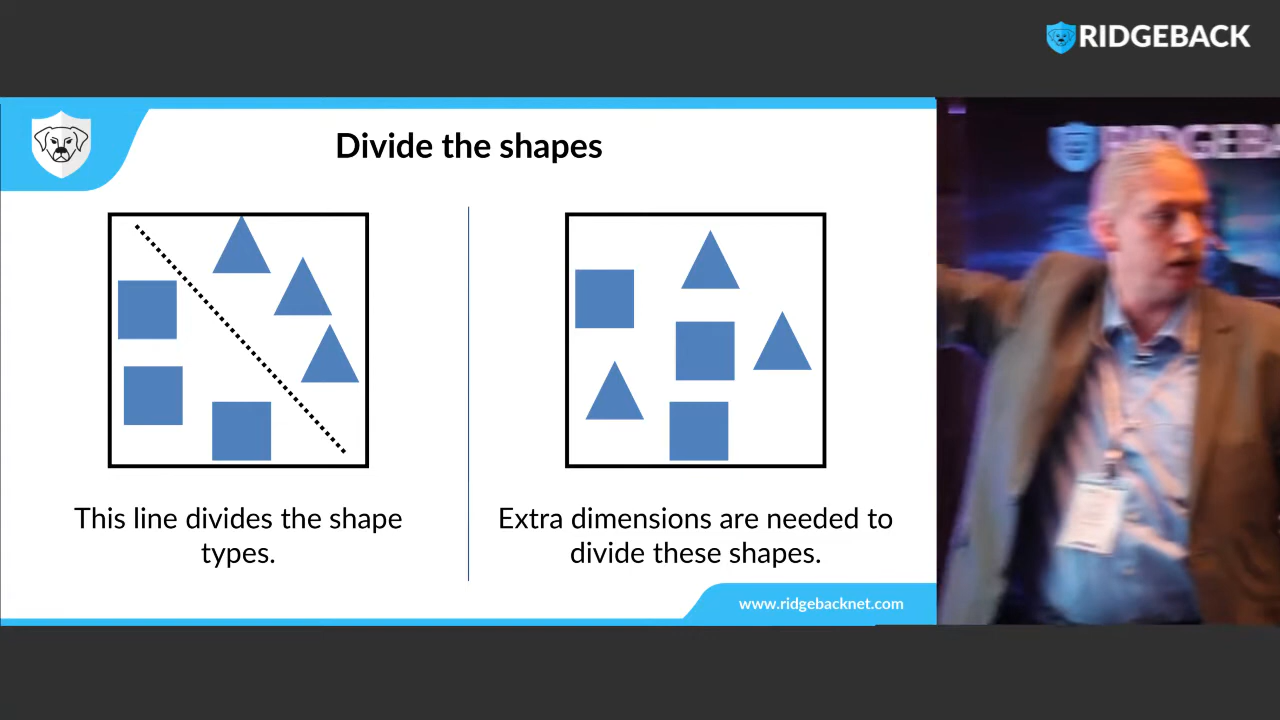 RIDGEBACK
Divide the shapes
RIDGEBA
This line divides the shape
types.
Extra dimensions are needed to
divide these shapes.
www.ridgebacknet.com